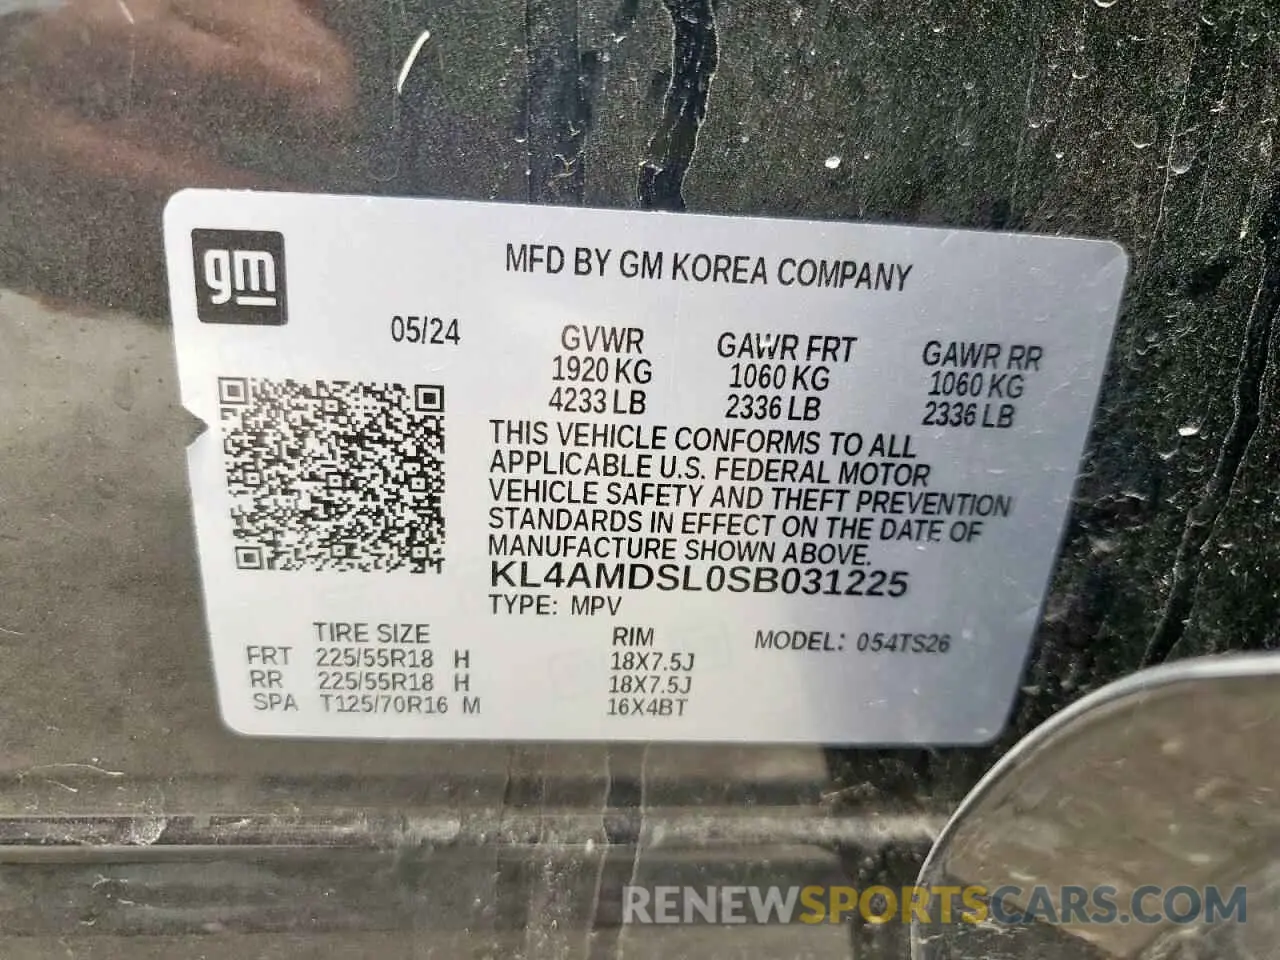 gm
MFD BY GM KOREA COMPANY
05/24
GVWR GAWR FRT GAWR RR
1920 KG 1060 KG 1060 KG
4233 LB 2336 LB 2336 LB
THIS VEHICLE CONFORMS TO ALL
APPLICABLE U.S. FEDERAL MOTOR
VEHICLE SAFETY AND THEFT PREVENTION
STANDARDS IN EFFECT ON THE DATE OF
MANUFACTURE SHOWN ABOVE.
KL4AMDSL0SB031225
TYPE: MPV
TIRE SIZE RIM MODEL: 054TS26
FRT 225/55R18 H 18X7.5J
RR 225/55R18 H 18X7.5J
SPA T125/70R16 M 16X4BT
RENEWSPORTSCARS.COM